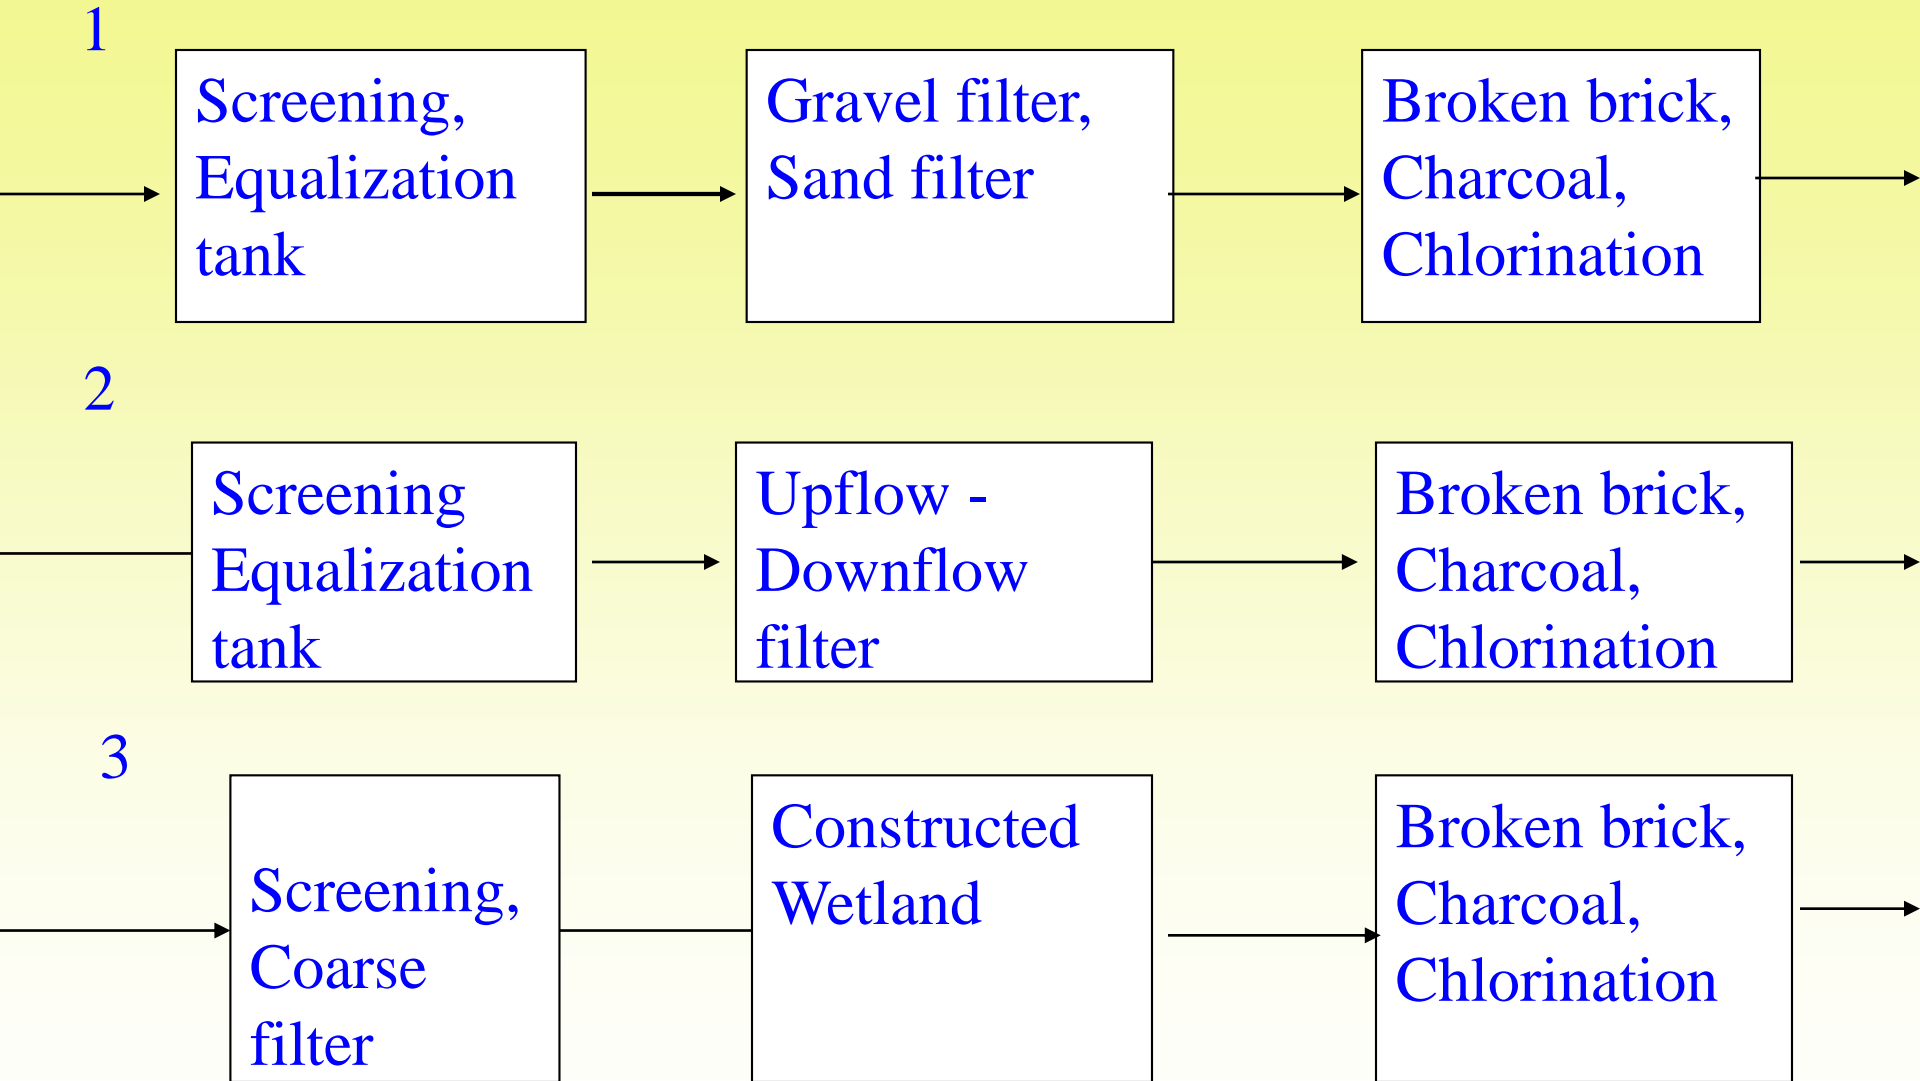 1
Screening,
Equalization
tank
Gravel filter,
Sand filter
Broken brick,
Charcoal,
Chlorination
2
Screening
Equalization
tank
Upflow -
Downflow
filter
Broken brick,
Charcoal,
Chlorination
3
Screening,
Coarse
filter
Constructed
Wetland
Broken brick,
Charcoal,
Chlorination